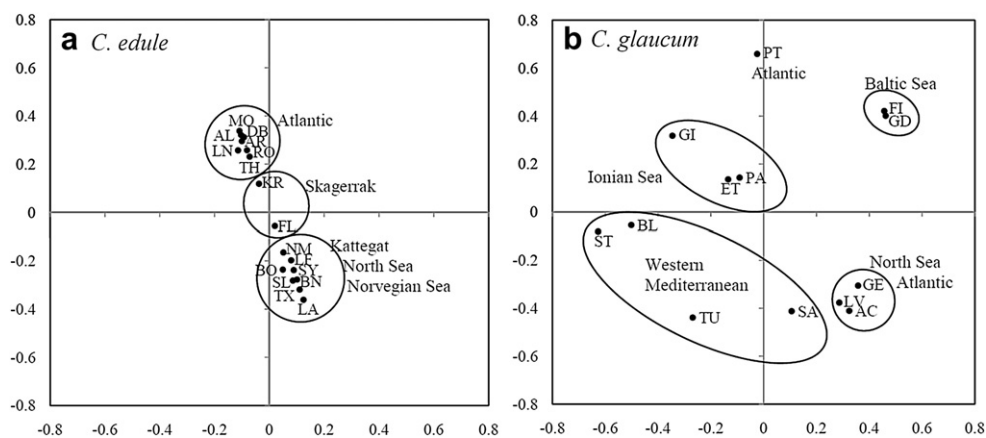 a C. edule
0.8
0.6
0.4
0.2
0
-0.2
-0.4
-0.6
-0.8
MO
DB
AL
AR
LN
RO
TH
Atlantic
KR
Skagerrak
FL
NM
Kattegat
LF
North Sea
BO
SY
SL
BN
Norvegian Sea
TX
LA
-0.8 -0.6 -0.4 -0.2 0 0.2 0.4 0.6 0.8
b C. glaucum
0.8
0.6
0.4
0.2
0
-0.2
-0.4
-0.6
-0.8
PT
Atlantic
Baltic Sea
FI
GD
GI
Ionian Sea
PA
ET
BL
ST
Western
Mediterranean
TU
SA
North Sea
Atlantic
GE
LV
AC
-0.8 -0.6 -0.4 -0.2 0 0.2 0.4 0.6 0.8